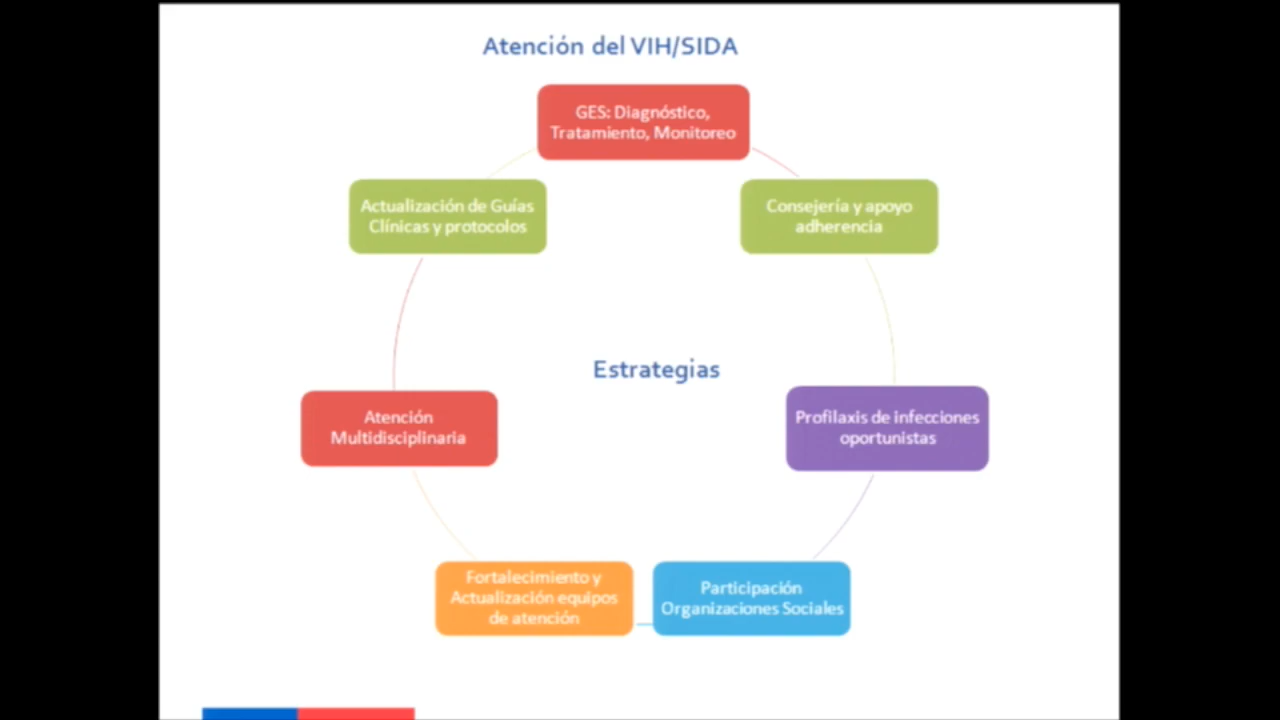 Atención del VIH/SIDA
GES: Diagnóstico,
Tratamiento, Monitoreo
Consejería y apoyo
adherencia
Profilaxis de infecciones
oportunistas
Participación
Organizaciones Sociales
Fortalecimiento y
Actualización equipos
de atención
Atención
Multidisciplinaria
Actualización de Guías
Clínicas y protocolos
Estrategias